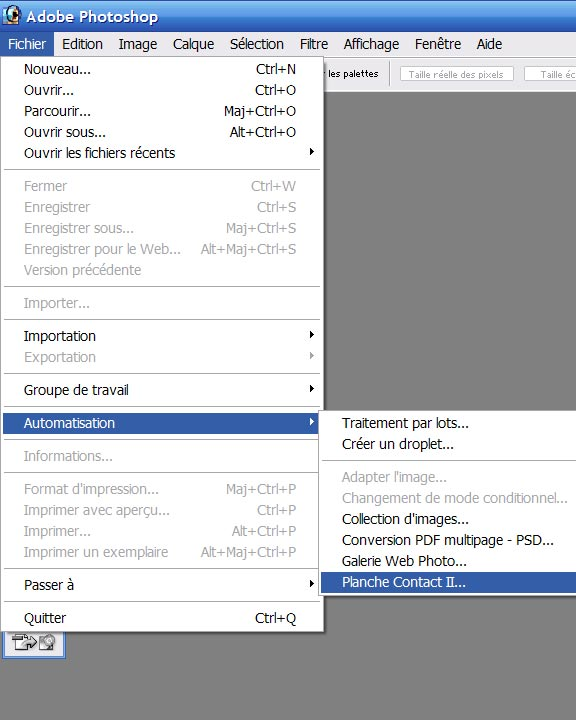 Adobe Photoshop
Fichier Edition Image Calque Sélection Filtre Affichage Fenêtre Aide
les palettes Taille réelle des pixels Taille éc
Nouveau... Ctrl+N
Ouvrir... Ctrl+O
Parcourir... Maj+Ctrl+O
Ouvrir sous... Alt+Ctrl+O
Ouvrir les fichiers récents
Fermer Ctrl+W
Enregistrer Ctrl+S
Enregistrer sous... Maj+Ctrl+S
Enregistrer pour le Web... Alt+Maj+Ctrl+S
Version précédente
Importer...
Importation
Exportation
Groupe de travail
Automatisation
Informations...
Format d'impression... Maj+Ctrl+P
Imprimer avec aperçu... Ctrl+P
Imprimer... Alt+Ctrl+P
Imprimer un exemplaire Alt+Maj+Ctrl+P
Passer à
Quitter Ctrl+Q
Traitement par lots...
Créer un droplet...
Adapter l'image...
Changement de mode conditionnel...
Collection d'images...
Conversion PDF multipage - PSD...
Galerie Web Photo...
Planche Contact II...